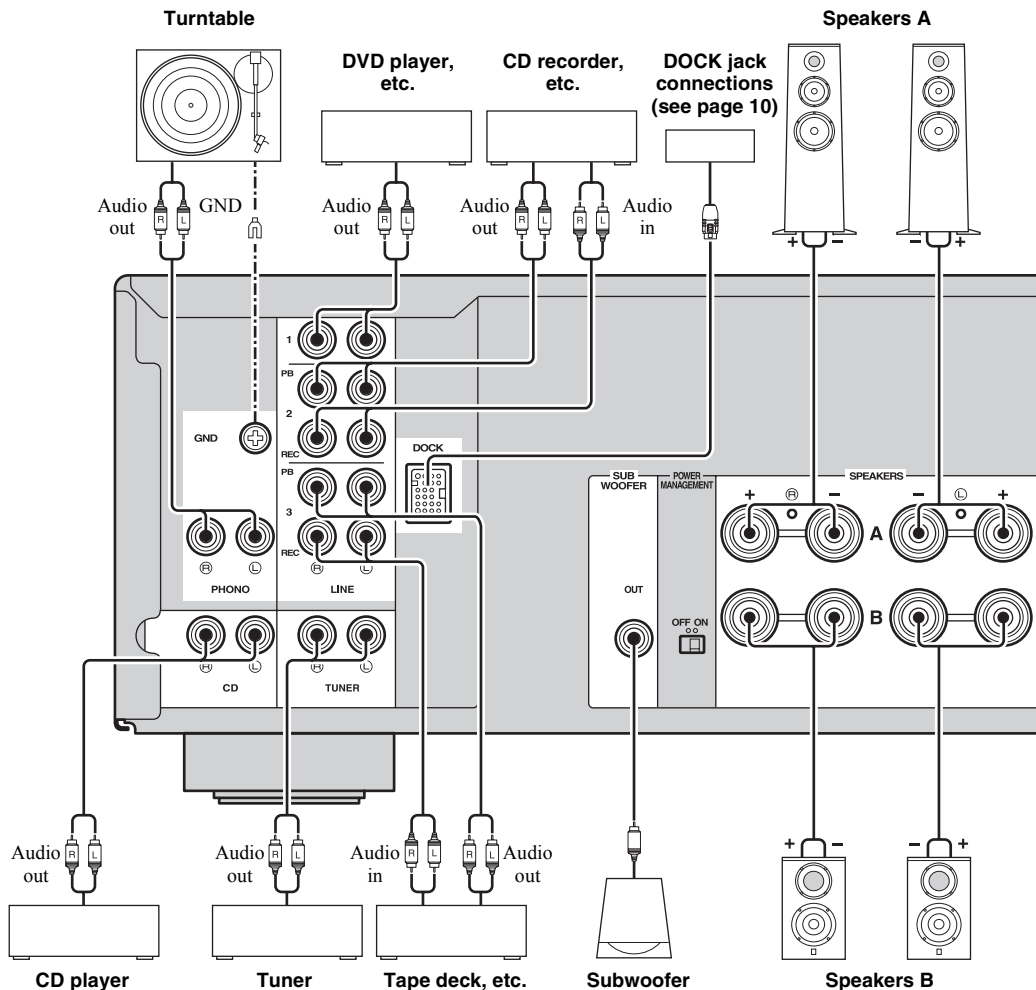 Turntable
Speakers A
DVD player,
etc.
CD recorder,
etc.
DOCK jack
connections
(see page 10)
Audio
out
R
L
GND
Audio
out
R
L
Audio
out
R
L
R
L
Audio
in
+
-
-
+
1
PB
2
REC
GND
DOCK
PB
3
REC
R
L
R
L
PHONO
LINE
SUB
WOOFER
POWER
MANAGEMENT
SPEAKERS
+
R
-
-
L
+
A
B
OUT
OFF ON
R
L
R
L
CD
TUNER
Audio
out
R
L
Audio
out
R
L
Audio
in
R
L
R
L
Audio
out
+
-
-
+
CD player
Tuner
Tape deck, etc.
Subwoofer
Speakers B